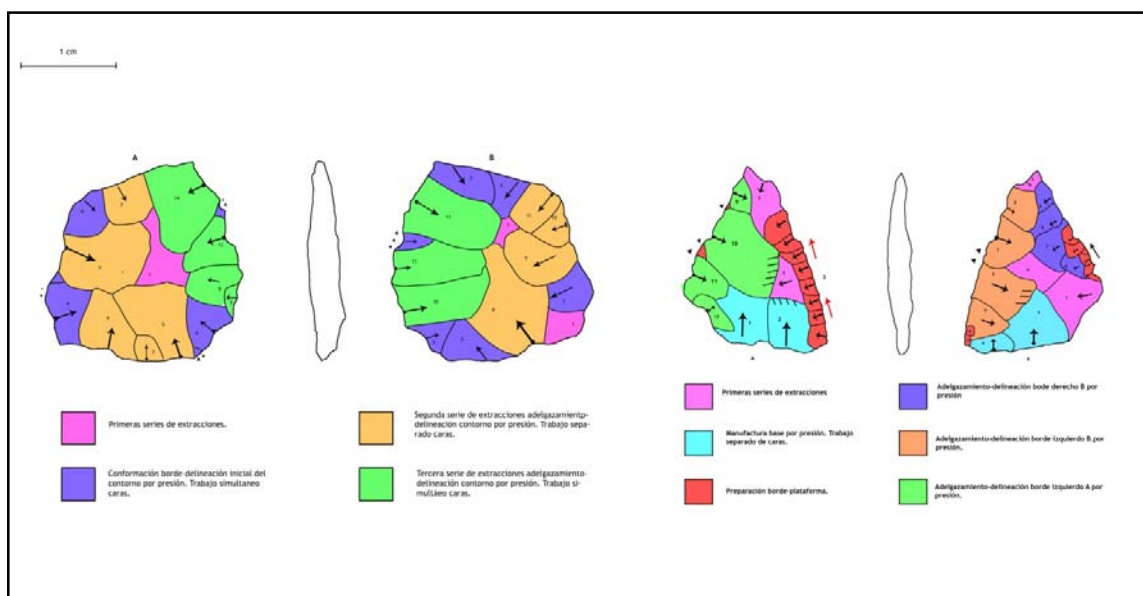 1 cm
A
B
Primeras series de extracciones.
Conformación borde-delineación inicial del
contorno por presión. Trabajo simultaneo
caras.
Segunda serie de extracciones adelgazamiento-
delineación contorno por presión. Trabajo sepa-
rado caras.
Tercera serie de extracciones adelgazamiento-
delineación contorno por presión. Trabajo si-
multáeo caras.
Primeras series de extracciones
Manufactura base por presión. Trabajo
separado de caras.
Preparación borde-plataforma.
Adelgazamiento-delineación bode derecho B por
presión
Adelgazamiento-delineación borde izquierdo B por
presión.
Adelgazamiento-delineación borde izquierdo A por
presión.